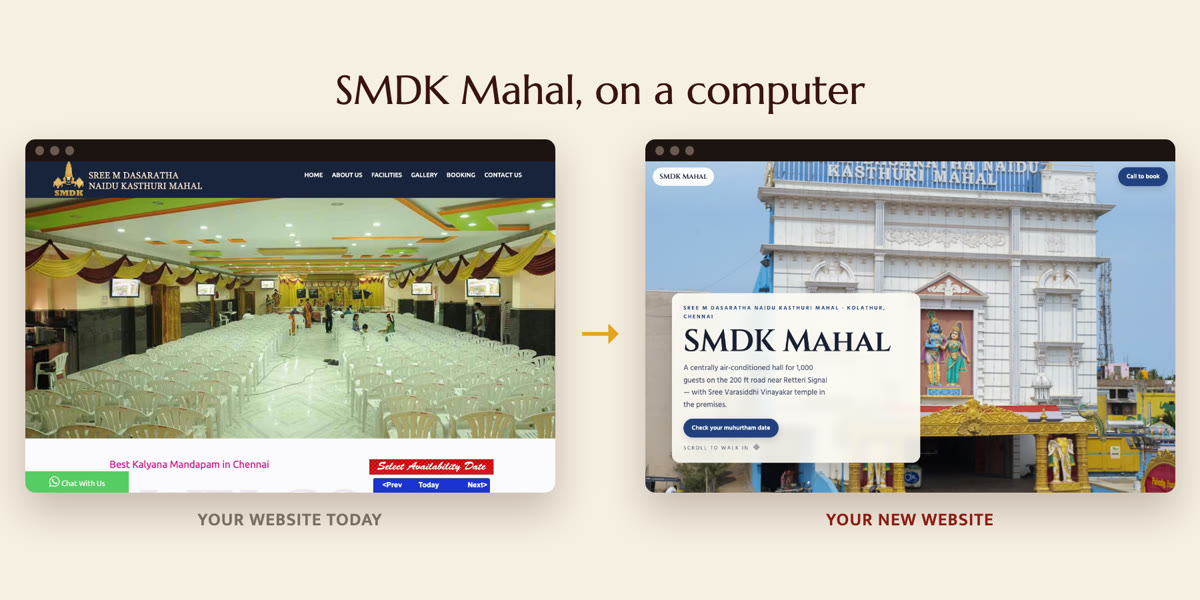 SMDK Mahal, on a computer
SMDK
SREE M DASARATHA
NAIDU KASTHURI MAHAL
HOME ABOUT US FACILITIES GALLERY BOOKING CONTACT US
Best Kalyana Mandapam in Chennai
Chat With Us
Select Availability Date
<Prev Today Next>
YOUR WEBSITE TODAY
SMDK MAHAL
Call to book
DASARATHA NAIDU
KASTHURI MAHAL
SREE M DASARATHA NAIDU KASTHURI MAHAL · KOLATHUR,
CHENNAI
SMDK MAHAL
A centrally air-conditioned hall for 1,000
guests on the 200 ft road near Retteri Signal
— with Sree Varasiddhi Vinayakar temple in
the premises.
Check your muhurtham date
SCROLL TO WALK IN
YOUR NEW WEBSITE